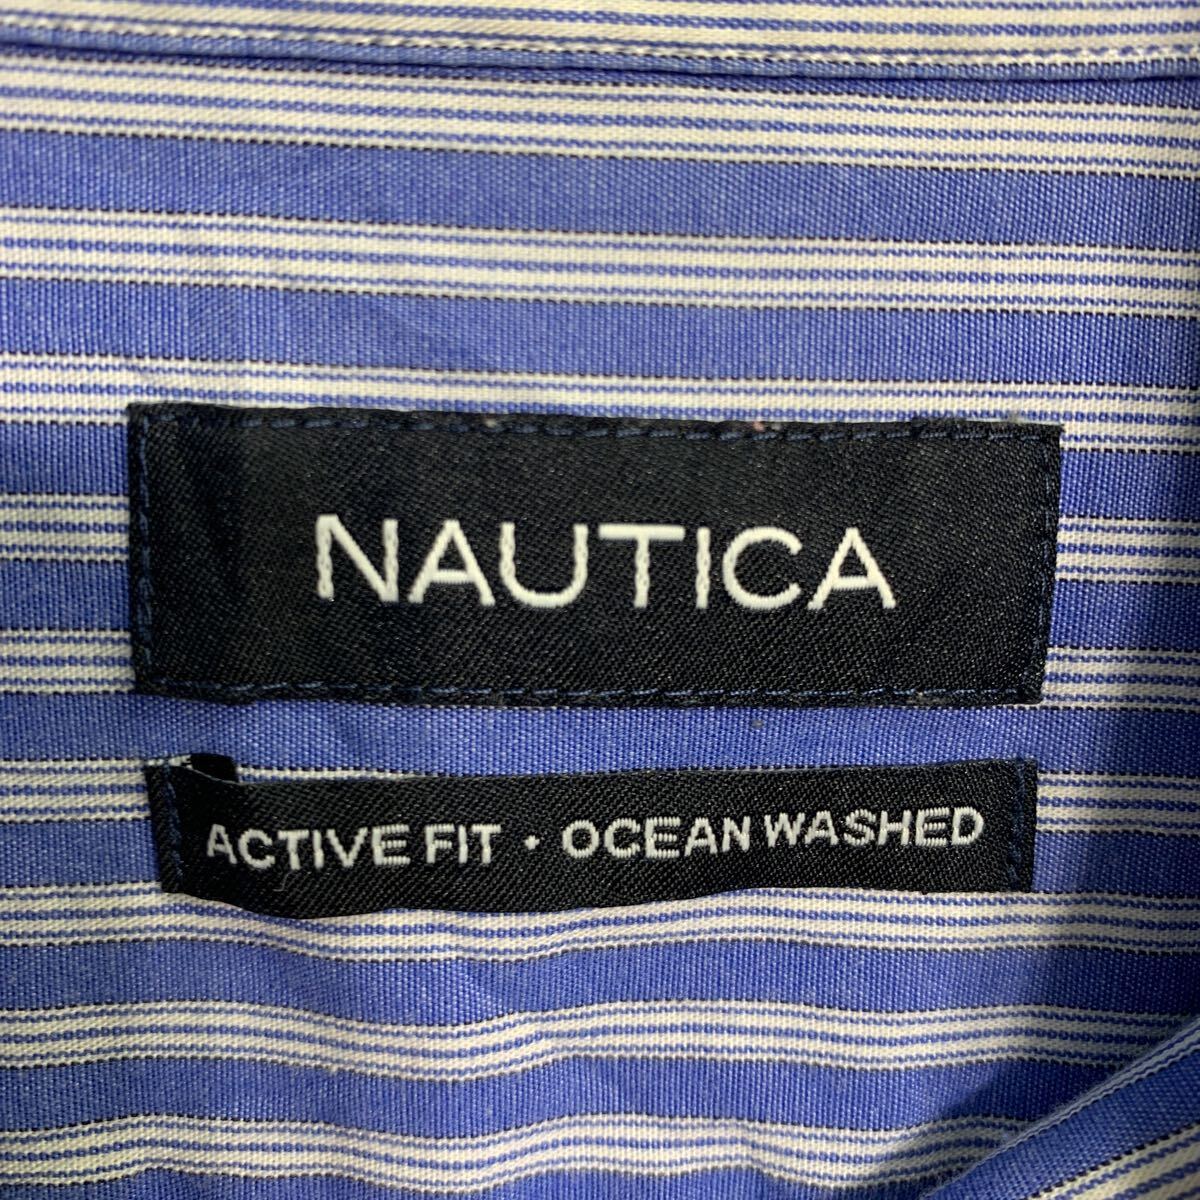 NAUTICA
ACTIVE FIT · OCEAN WASHED